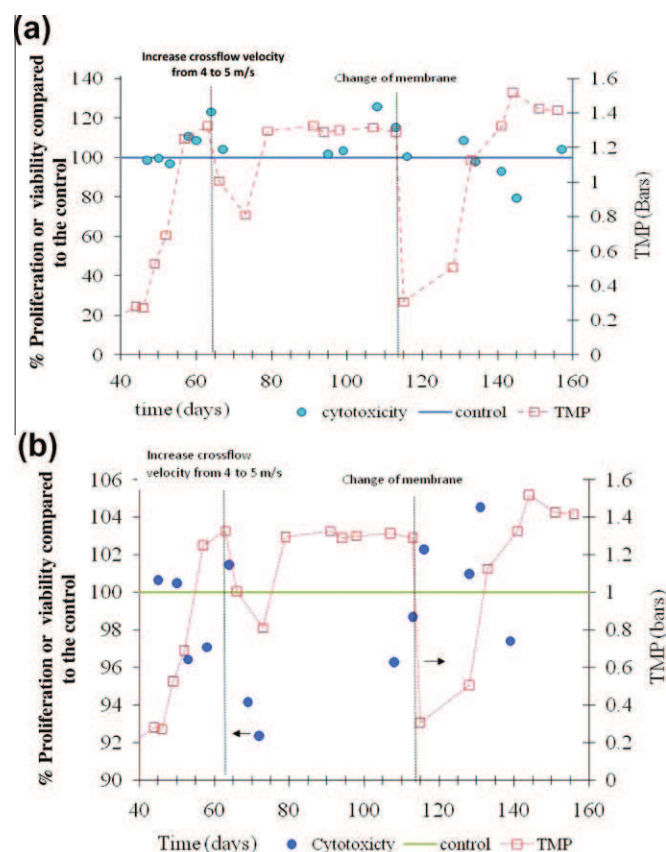 (a)
Increase crossflow velocity
from 4 to 5 m/s
Change of membrane
% Proliferation or viability compared
to the control
140
120
100
80
60
40
20
0
1.6
1.4
1.2
1
0.8
0.6
0.4
0.2
0
TMP (Bars)
40 60 80 100 120 140 160
time (days)
cytotoxicity control TMP
(b)
Increase crossflow
velocity from 4 to 5 m/s
Change of membrane
% Proliferation or viability compared
to the control
106
104
102
100
98
96
94
92
90
1.6
1.4
1.2
1
0.8
0.6
0.4
0.2
0
TMP (bars)
40 60 80 100 120 140 160
Time (days)
Cytotoxicty control TMP